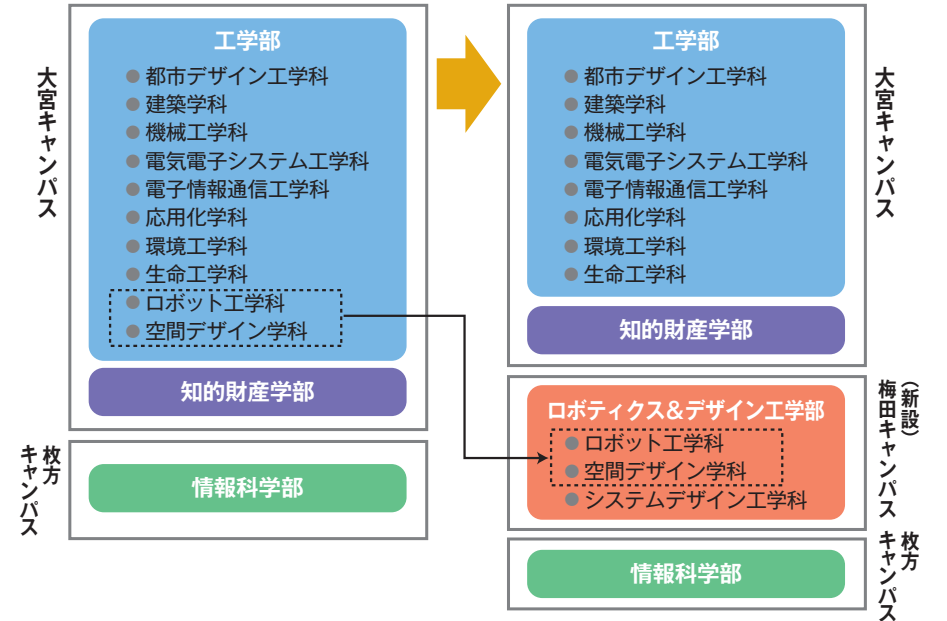 大宮キャンパス
工学部
都市デザイン工学科
建築学科
機械工学科
電気電子システム工学科
電子情報通信工学科
応用化学科
環境工学科
生命工学科
ロボット工学科
空間デザイン学科
知的財産学部
枚方
キャンパス
情報科学部
大宮キャンパス
工学部
都市デザイン工学科
建築学科
機械工学科
電気電子システム工学科
電子情報通信工学科
応用化学科
環境工学科
生命工学科
知的財産学部
(新設)
梅田キャンパス
ロボティクス&デザイン工学部
ロボット工学科
空間デザイン学科
システムデザイン工学科
枚方
キャンパス
情報科学部